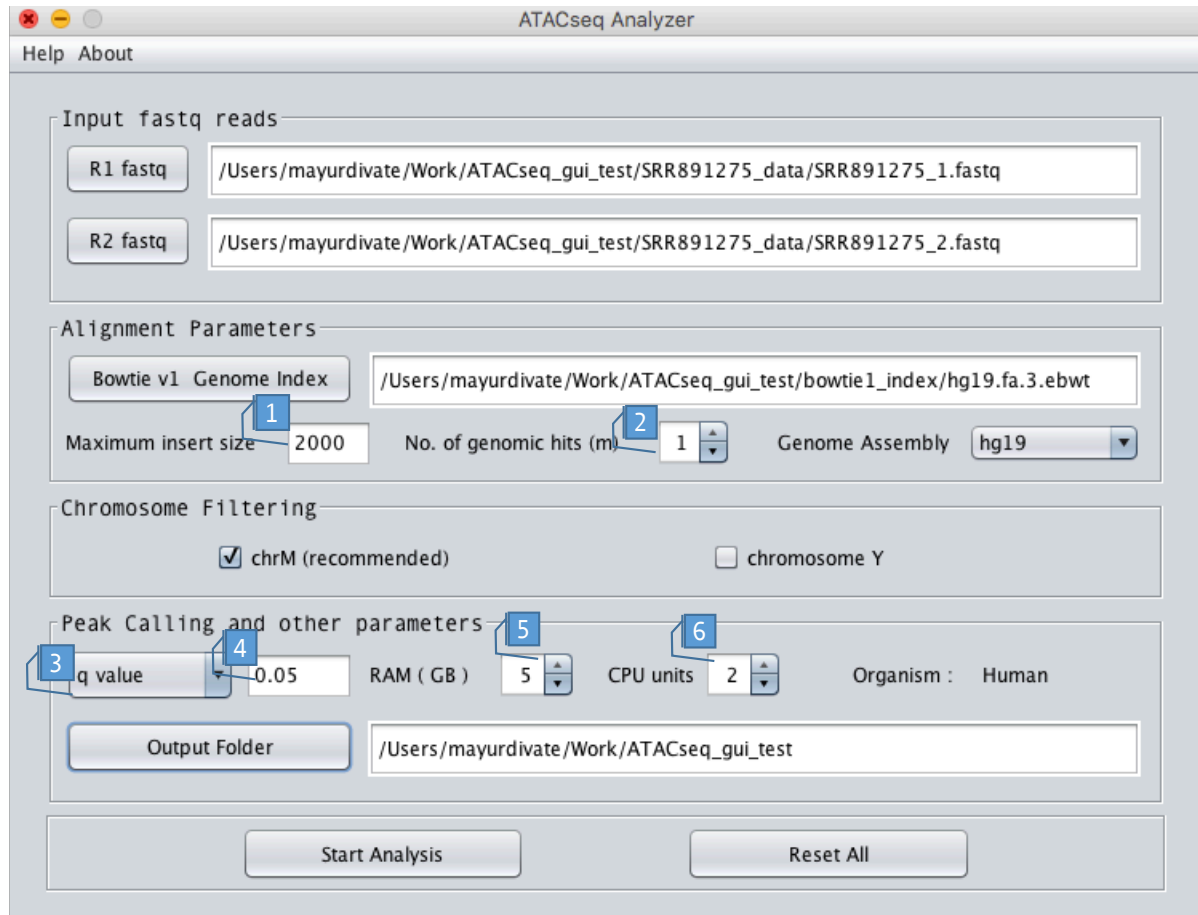 ATACseq Analyzer
Help About
Input fastq reads
R1 fastq /Users/mayurdivate/Work/ATACseq_gui_test/SRR891275_data/SRR891275_1.fastq
R2 fastq /Users/mayurdivate/Work/ATACseq_gui_test/SRR891275_data/SRR891275_2.fastq
Alignment Parameters
Bowtie v1 Genome Index /Users/mayurdivate/Work/ATACseq_gui_test/bowtie1_index/hg19.fa.3.ebwt
1 2
Maximum insert size 2000 No. of genomic hits (m) 1 Genome Assembly hg19
Chromosome Filtering
chrM (recommended) chromosome Y
Peak Calling and other parameters
3 4 5 6
q value 0.05 RAM ( GB ) 5 CPU units 2 Organism : Human
Output Folder /Users/mayurdivate/Work/ATACseq_gui_test
Start Analysis Reset All